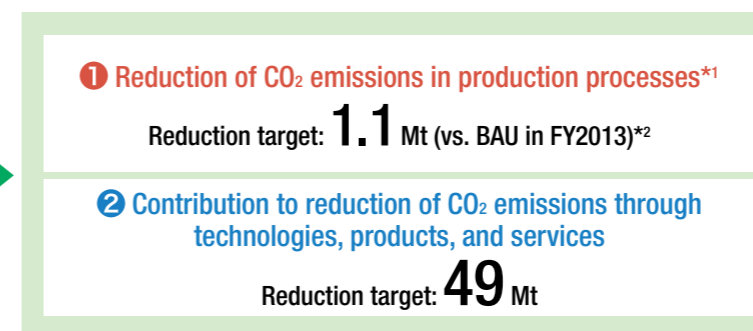 ❶ Reduction of CO₂ emissions in production processes*¹
Reduction target: 1.1 Mt (vs. BAU in FY2013)*²
❷ Contribution to reduction of CO₂ emissions through
technologies, products, and services
Reduction target: 49 Mt